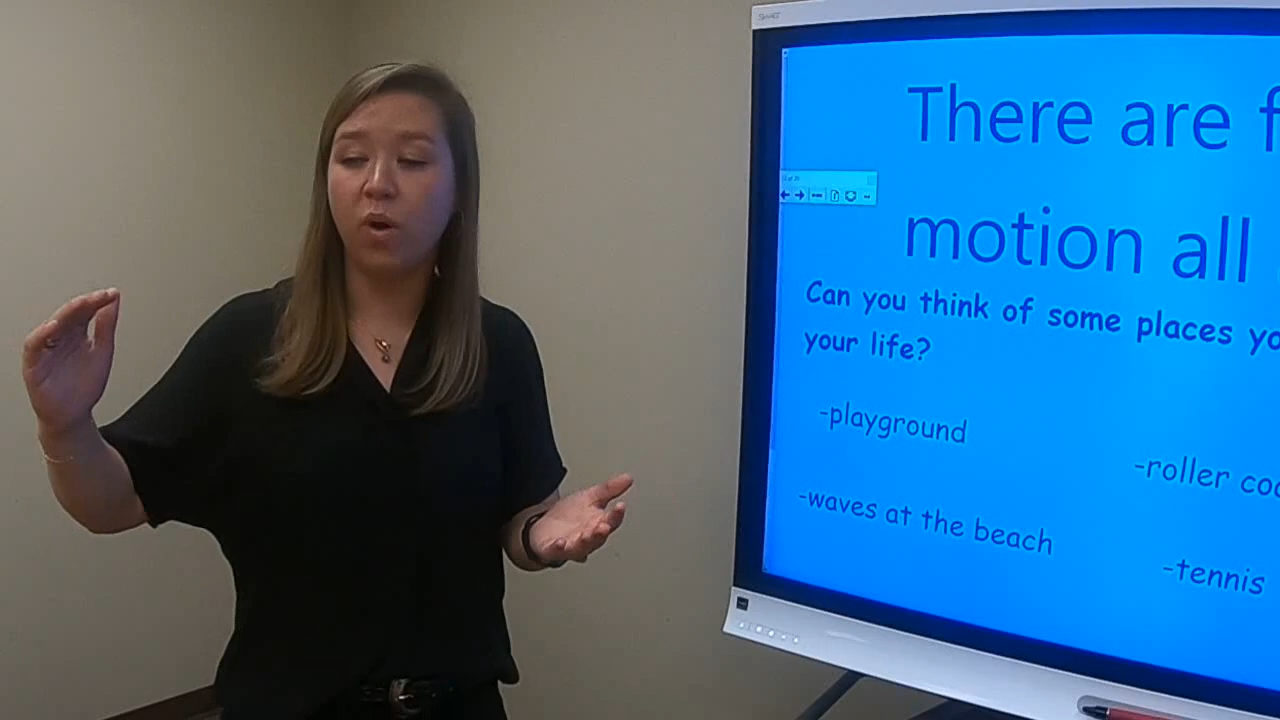 SMART
There are f
motion all
Can you think of some places yo
your life?
-playground
-roller coa
-waves at the beach
-tennis